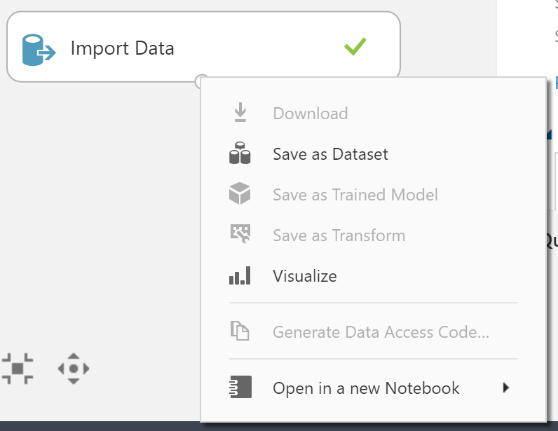 Import Data
Download
Save as Dataset
Save as Trained Model
Save as Transform
Visualize
Generate Data Access Code...
Open in a new Notebook